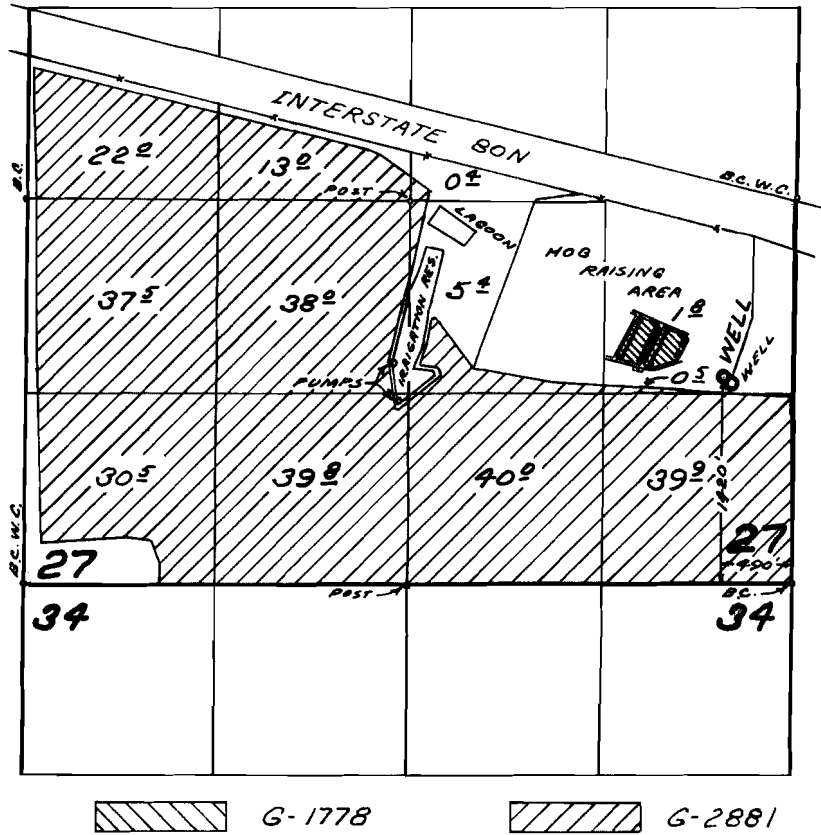 INTERSTATE 80N
B.C. W.C.
22.0
13.0
0.4
B.C.
POST
LAGOON
HOG
RAISING
AREA
37.5
38.0
IRRIGATION RES.
5.4
1.8
WELL
WELL
PUMPS
0.5
30.5
39.8
40.0
39.9
1420'
B.C. W.C.
27
27
490'
POST
B.C.
34
34
G-1778
G-2881